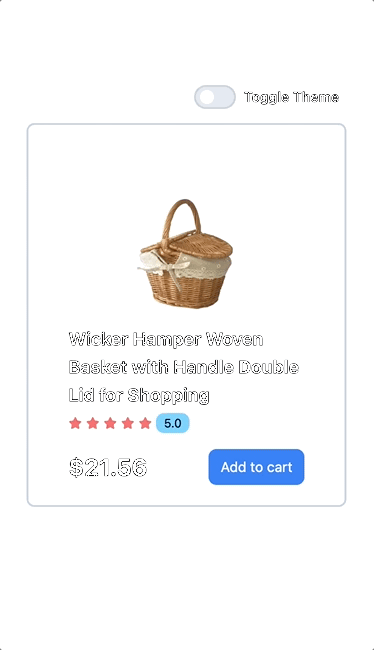 Toggle Theme
Wicker Hamper Woven
Basket with Handle Double
Lid for Shopping
5.0
$21.56
Add to cart